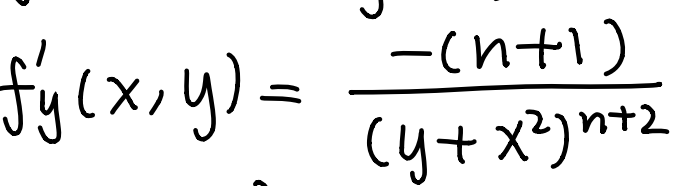 f'y(x, y) = -(n+1) / (y+x²)ⁿ⁺²